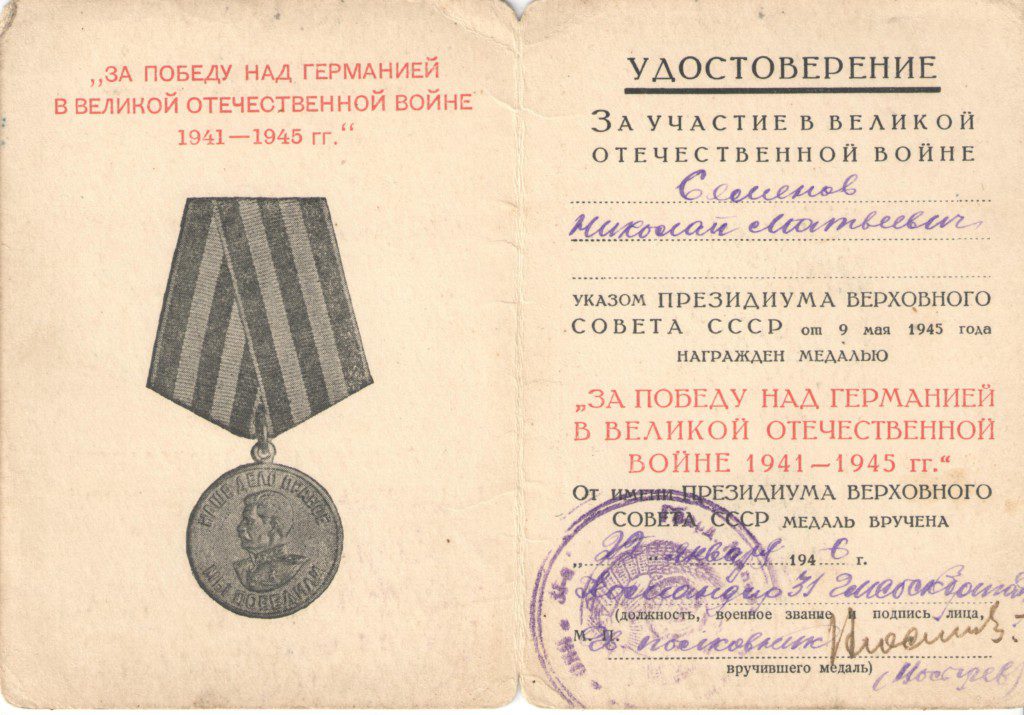 „ЗА ПОБЕДУ НАД ГЕРМАНИЕЙ
В ВЕЛИКОЙ ОТЕЧЕСТВЕННОЙ ВОЙНЕ
1941—1945 гг.“
НАШЕ ДЕЛО ПРАВОЕ
МЫ ПОБЕДИЛИ
УДОСТОВЕРЕНИЕ
ЗА УЧАСТИЕ В ВЕЛИКОЙ
ОТЕЧЕСТВЕННОЙ ВОЙНЕ
Семенов
Николай Матвеевич
УКАЗОМ ПРЕЗИДИУМА ВЕРХОВНОГО
СОВЕТА СССР от 9 мая 1945 года
НАГРАЖДЕН МЕДАЛЬЮ
„ЗА ПОБЕДУ НАД ГЕРМАНИЕЙ
В ВЕЛИКОЙ ОТЕЧЕСТВЕННОЙ
ВОЙНЕ 1941—1945 гг.“
От имени ПРЕЗИДИУМА ВЕРХОВНОГО
СОВЕТА СССР МЕДАЛЬ ВРУЧЕНА
января 1946 г.
Командир 31
(должность, военное звание и подпись лица,
М. П. полковник
вручившего медаль)